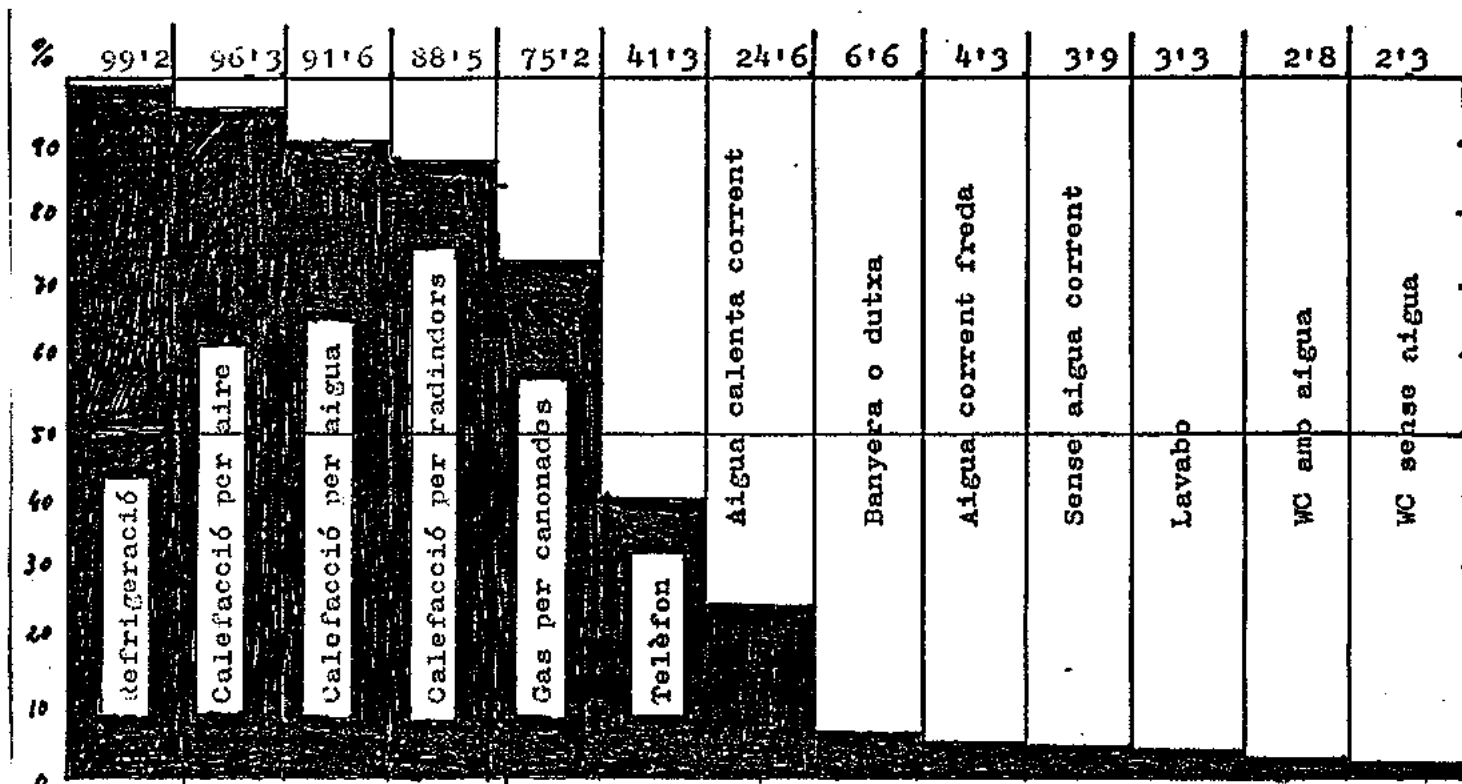 % 99'2 96'3 91'6 88'5 75'2 41'3 24'6 6'6 4'3 3'9 3'3 2'8 2'3
90
80
70
60
50
40
30
20
10
0
Refrigeració
Calefacció per aire
Calefacció per aigua
Calefacció per radindors
Gas per canonades
Telèfon
Aigua calenta corrent
Banyera o dutxa
Aigua corrent freda
Sense aigua corrent
Lavabo
WC amb aigua
WC sense aigua